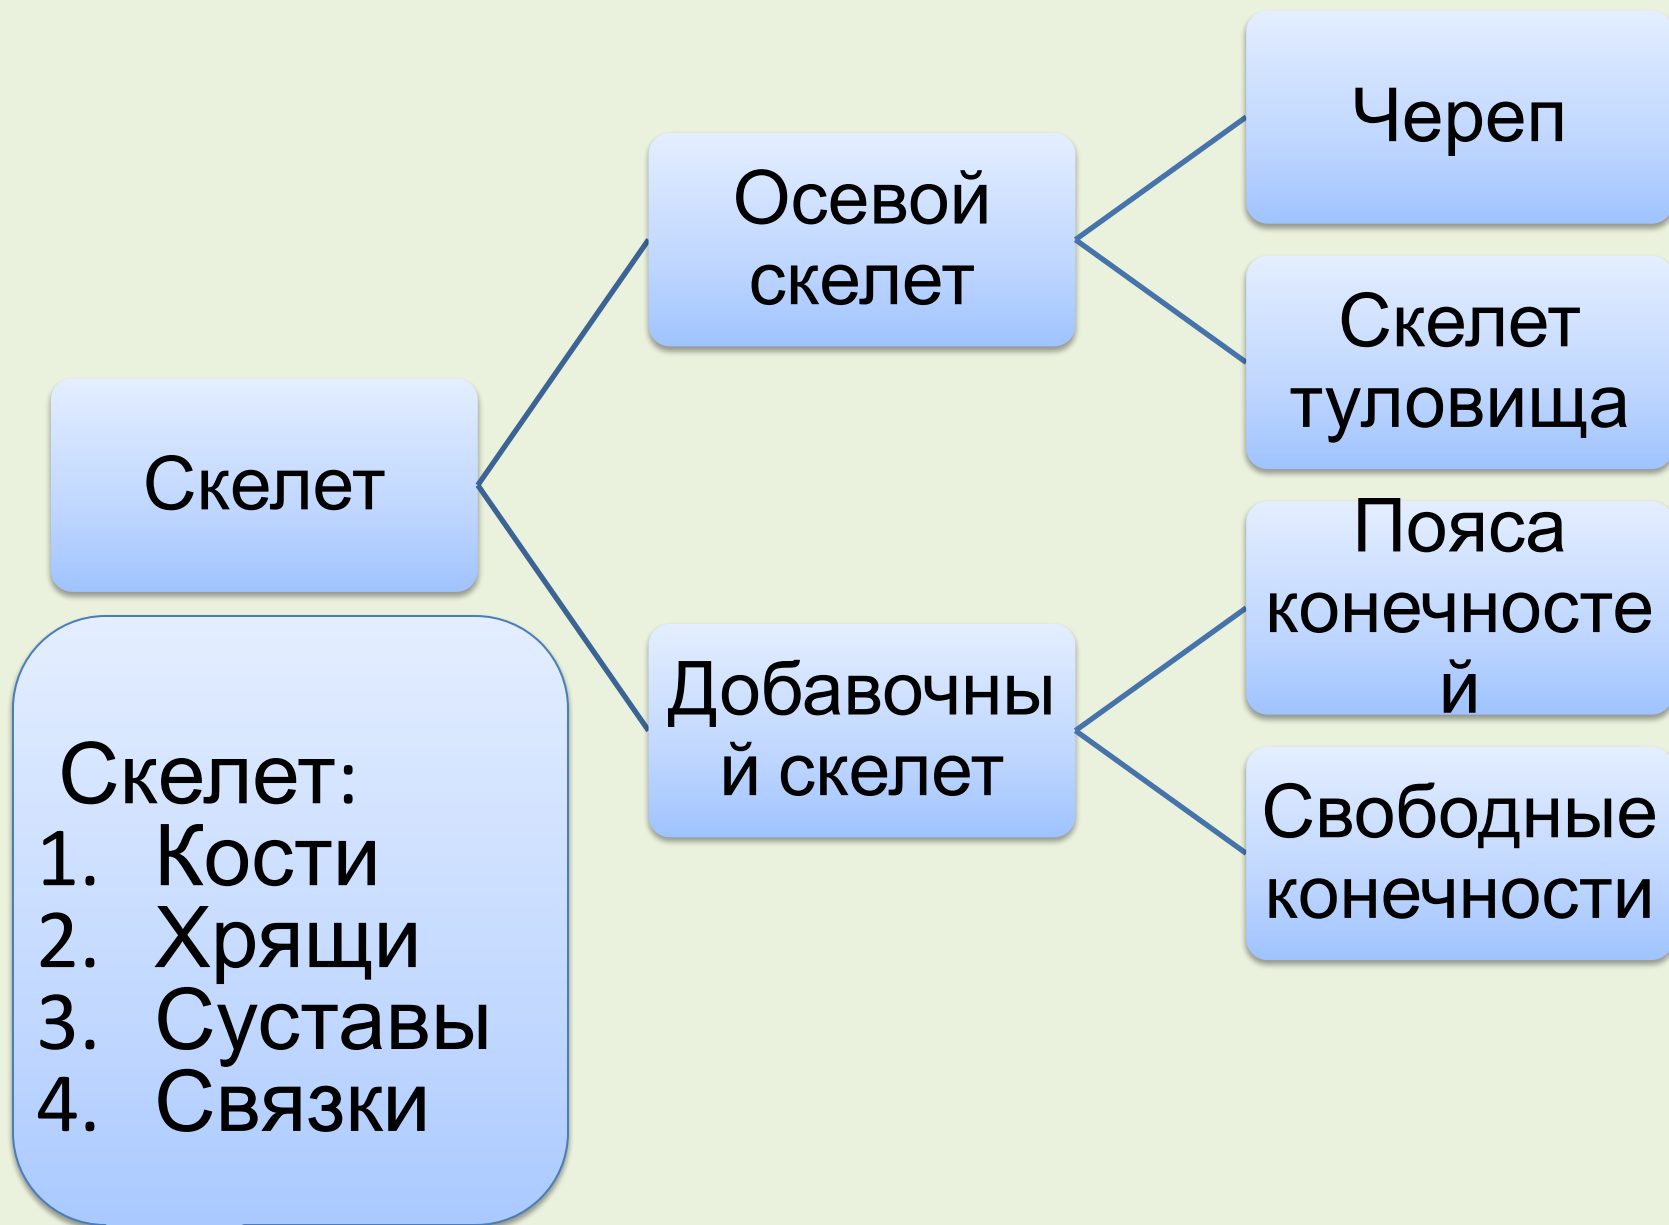 Череп
Осевой
скелет
Скелет
туловища
Скелет
Пояса
конечносте
й
Добавочны
й скелет
Свободные
конечности
Скелет:
1. Кости
2. Хрящи
3. Суставы
4. Связки